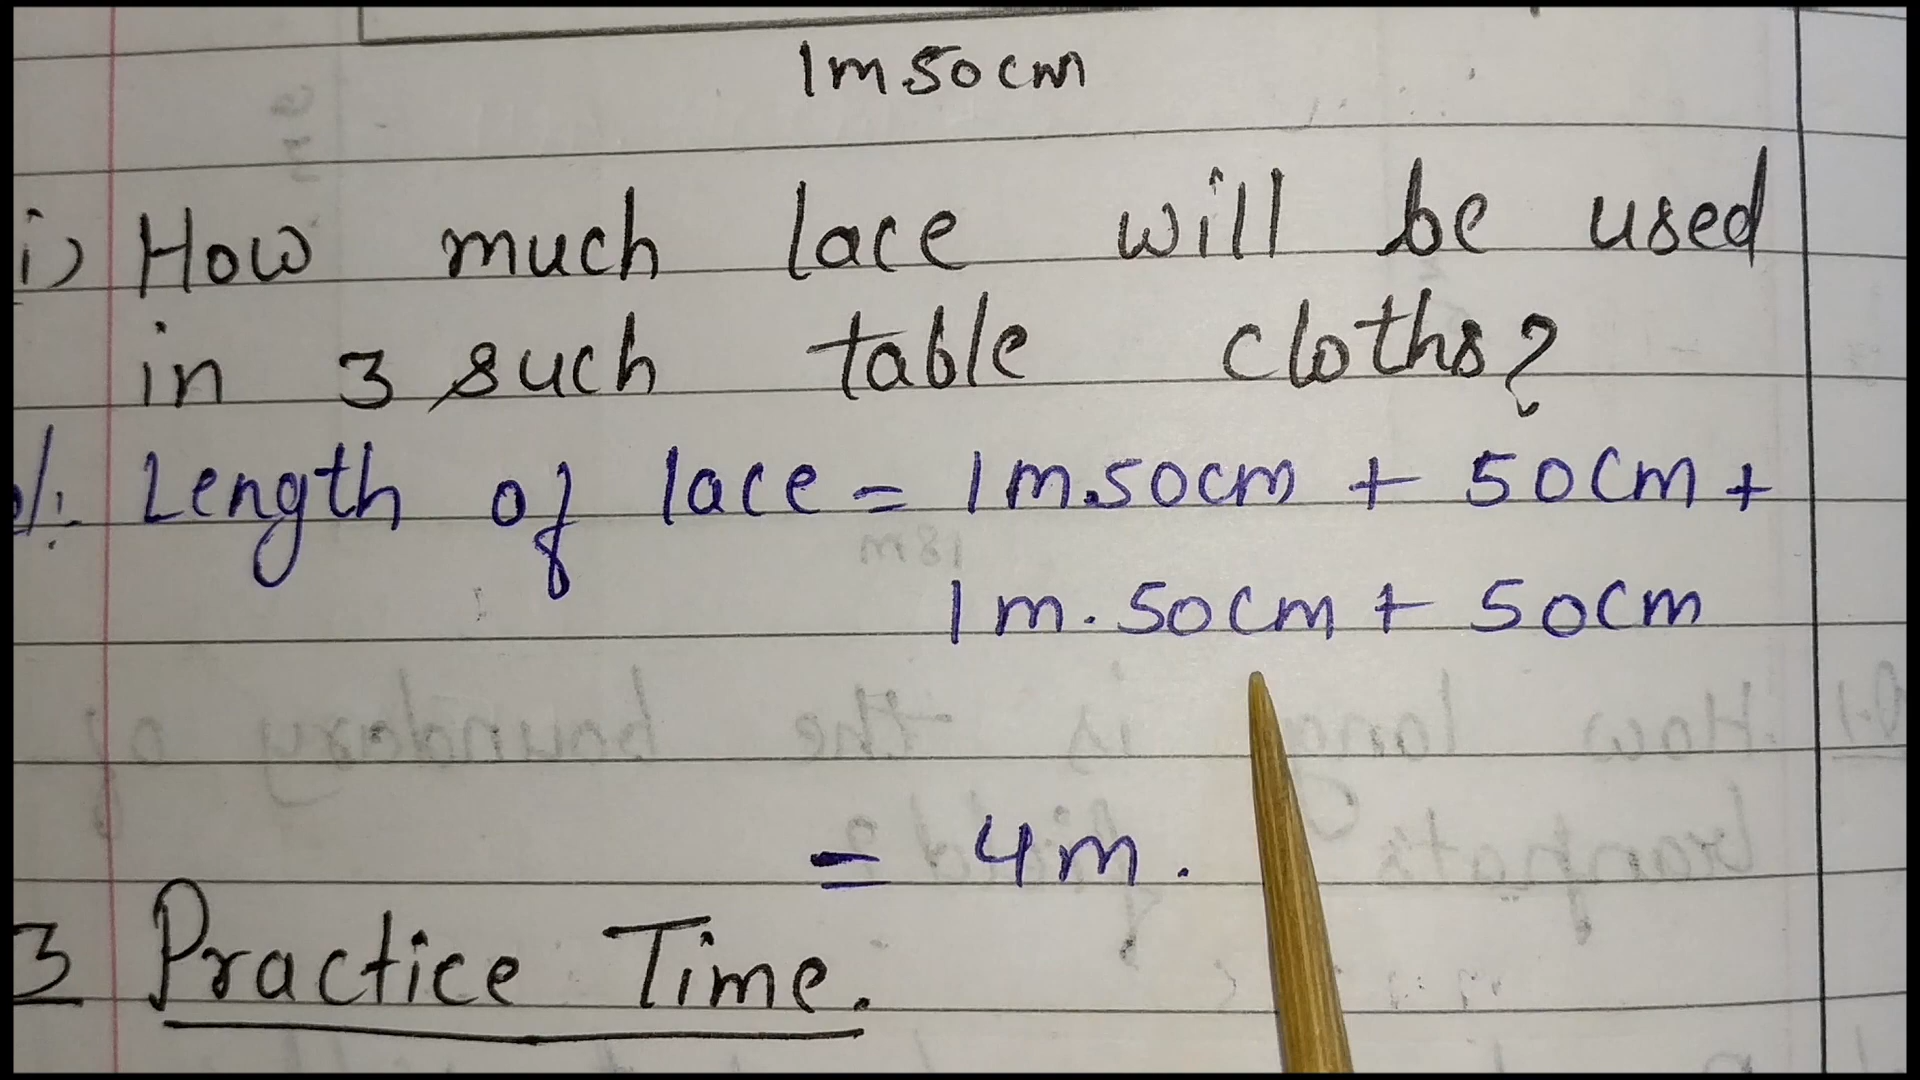 1m 50cm
i) How much lace will be used
in 3 such table cloths?
Length of lace = 1m.50cm + 50cm +
1m.50cm + 50cm
= 4m.
3 Practice Time.